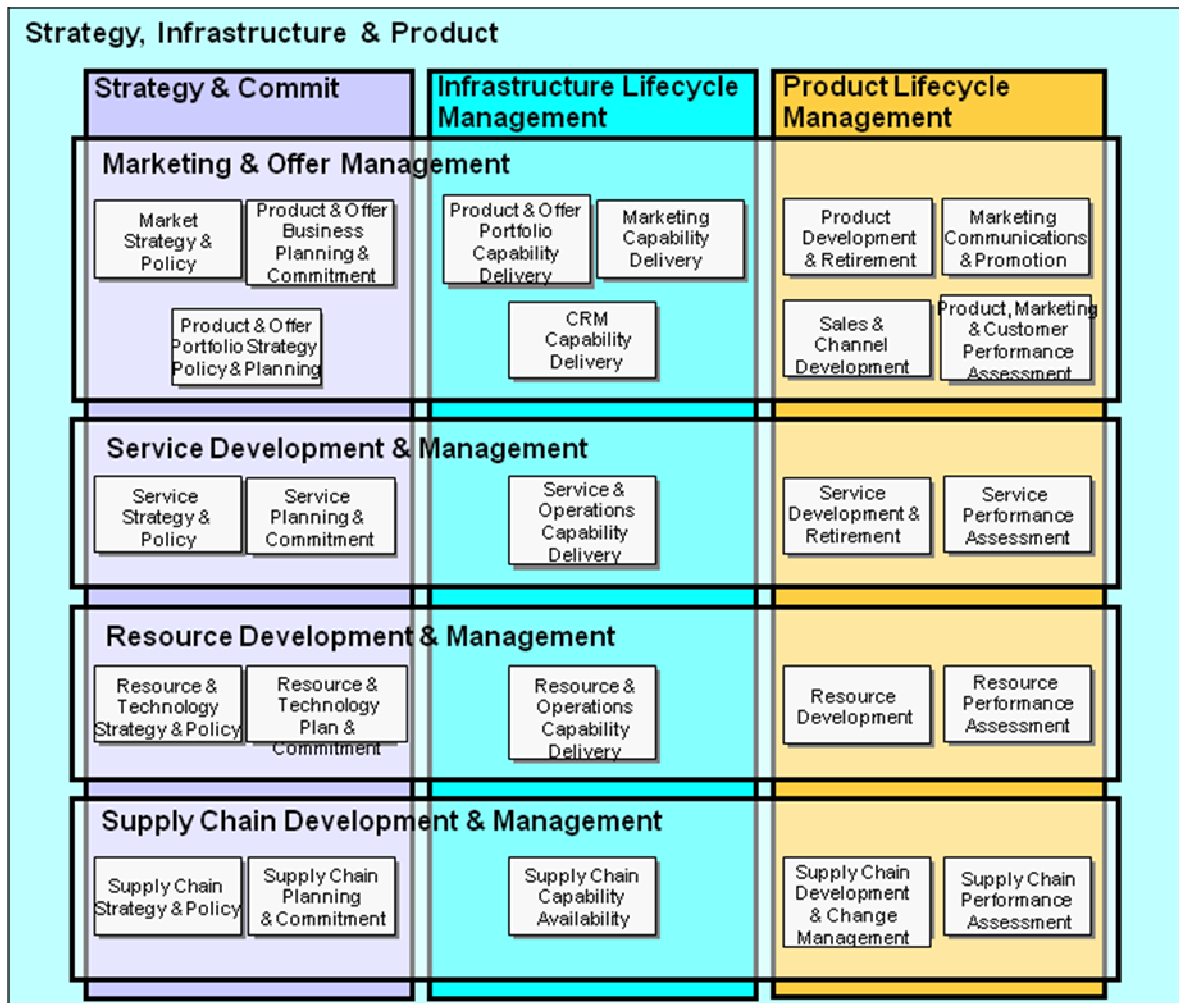 Strategy, Infrastructure & Product
Strategy & Commit
Infrastructure Lifecycle
Management
Product Lifecycle
Management
Marketing & Offer Management
Market
Strategy &
Policy
Product & Offer
Business
Planning &
Commitment
Product & Offer
Portfolio Strategy
Policy & Planning
Product & Offer
Portfolio
Capability
Delivery
Marketing
Capability
Delivery
CRM
Capability
Delivery
Product
Development
& Retirement
Marketing
Communications
& Promotion
Sales &
Channel
Development
Product, Marketing
& Customer
Performance
Assessment
Service Development & Management
Service
Strategy &
Policy
Service
Planning &
Commitment
Service &
Operations
Capability
Delivery
Service
Development &
Retirement
Service
Performance
Assessment
Resource Development & Management
Resource &
Technology
Strategy & Policy
Resource &
Technology
Plan &
Commitment
Resource &
Operations
Capability
Delivery
Resource
Development
Resource
Performance
Assessment
Supply Chain Development & Management
Supply Chain
Strategy & Policy
Supply Chain
Planning
& Commitment
Supply Chain
Capability
Availability
Supply Chain
Development
& Change
Management
Supply Chain
Performance
Assessment